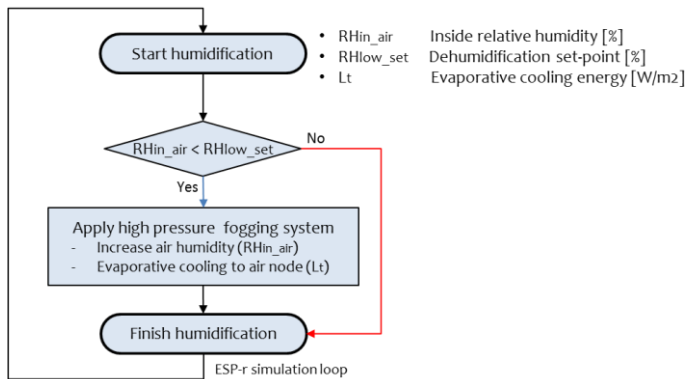 Start humidification
• RHin_air Inside relative humidity [%]
• RHlow_set Dehumidification set-point [%]
• Lt Evaporative cooling energy [W/m2]
RHin_air < RHlow_set
No
Yes
Apply high pressure fogging system
- Increase air humidity (RHin_air)
- Evaporative cooling to air node (Lt)
Finish humidification
ESP-r simulation loop